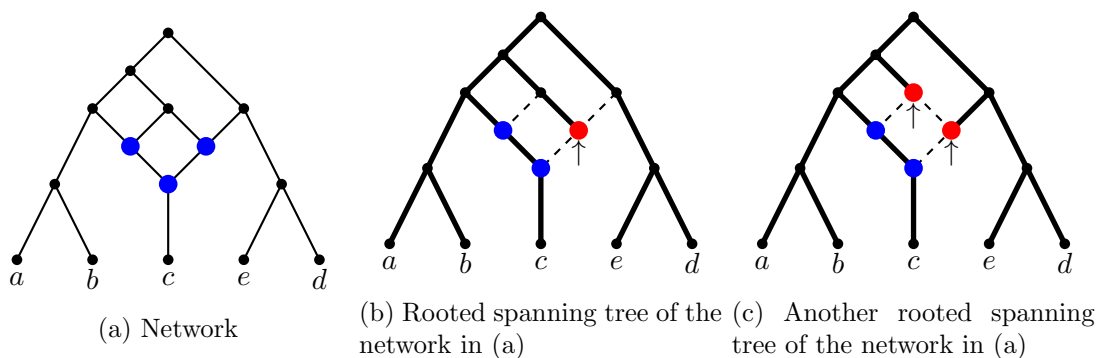 a b c e d
a b c e d
a b c e d
(a) Network
(b) Rooted spanning tree of the
network in (a)
(c) Another rooted spanning
tree of the network in (a)